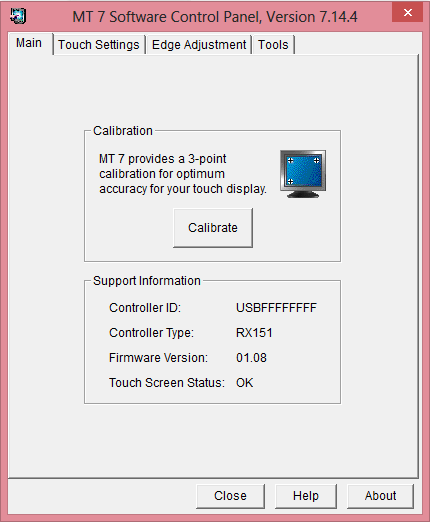 MT 7 Software Control Panel, Version 7.14.4
Main Touch Settings Edge Adjustment Tools
Calibration
MT 7 provides a 3-point
calibration for optimum
accuracy for your touch display.
Calibrate
Support Information
Controller ID: USBFFFFFFFF
Controller Type: RX151
Firmware Version: 01.08
Touch Screen Status: OK
Close Help About